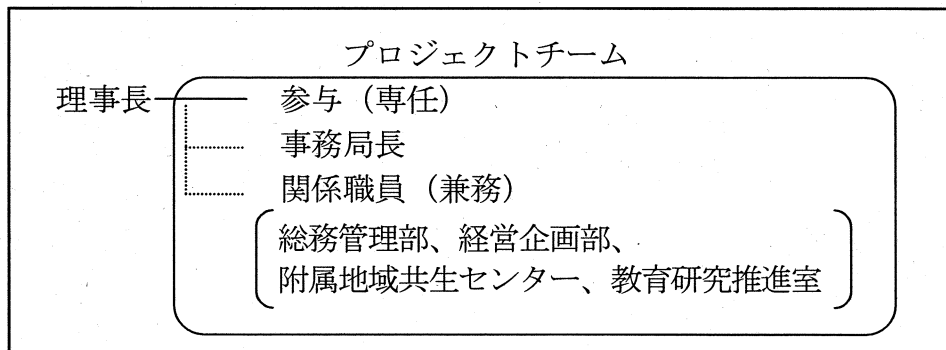 プロジェクトチーム
理事長
参与（専任）
事務局長
関係職員（兼務）
総務管理部、経営企画部、
附属地域共生センター、教育研究推進室